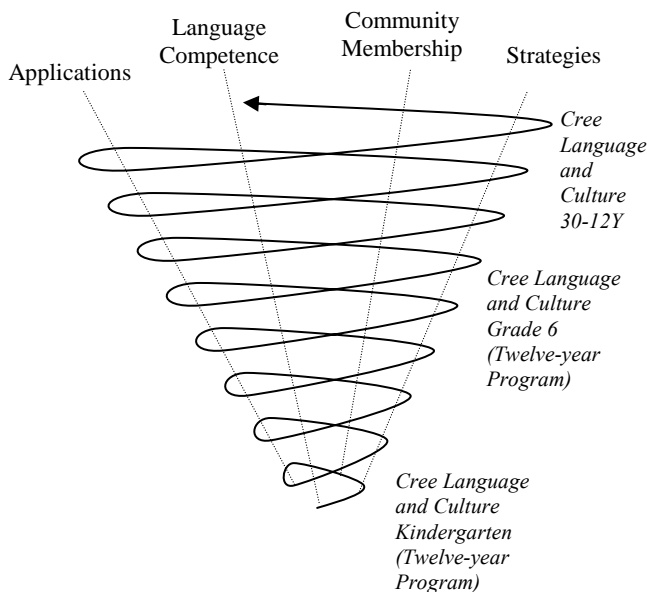 Applications
Language
Competence
Community
Membership
Strategies
Cree
Language
and
Culture
30-12Y
Cree Language
and Culture
Grade 6
(Twelve-year
Program)
Cree Language
and Culture
Kindergarten
(Twelve-year
Program)